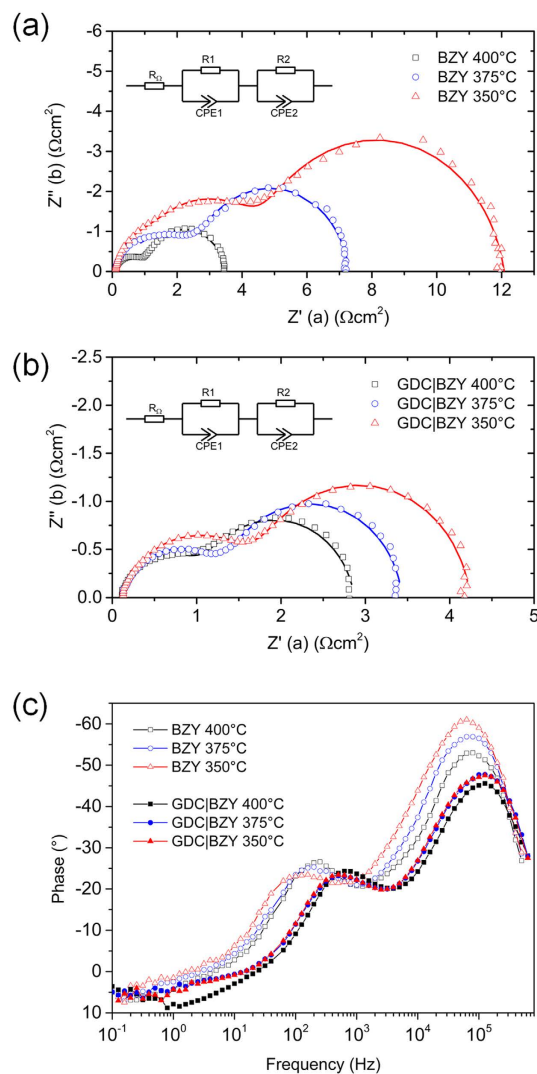 (a)
-6
-5
-4
-3
-2
-1
0
Z'' (b) (Ωcm²)
R1
R2
RΩ
CPE1
CPE2
BZY 400°C
BZY 375°C
BZY 350°C
0 2 4 6 8 10 12
Z' (a) (Ωcm²)
(b)
-2.5
-2.0
-1.5
-1.0
-0.5
0.0
Z'' (b) (Ωcm²)
R1
R2
RΩ
CPE1
CPE2
GDC|BZY 400°C
GDC|BZY 375°C
GDC|BZY 350°C
0 1 2 3 4 5
Z' (a) (Ωcm²)
(c)
-60
-50
-40
-30
-20
-10
0
10
Phase (°)
BZY 400°C
BZY 375°C
BZY 350°C
GDC|BZY 400°C
GDC|BZY 375°C
GDC|BZY 350°C
10⁻¹ 10⁰ 10¹ 10² 10³ 10⁴ 10⁵
Frequency (Hz)